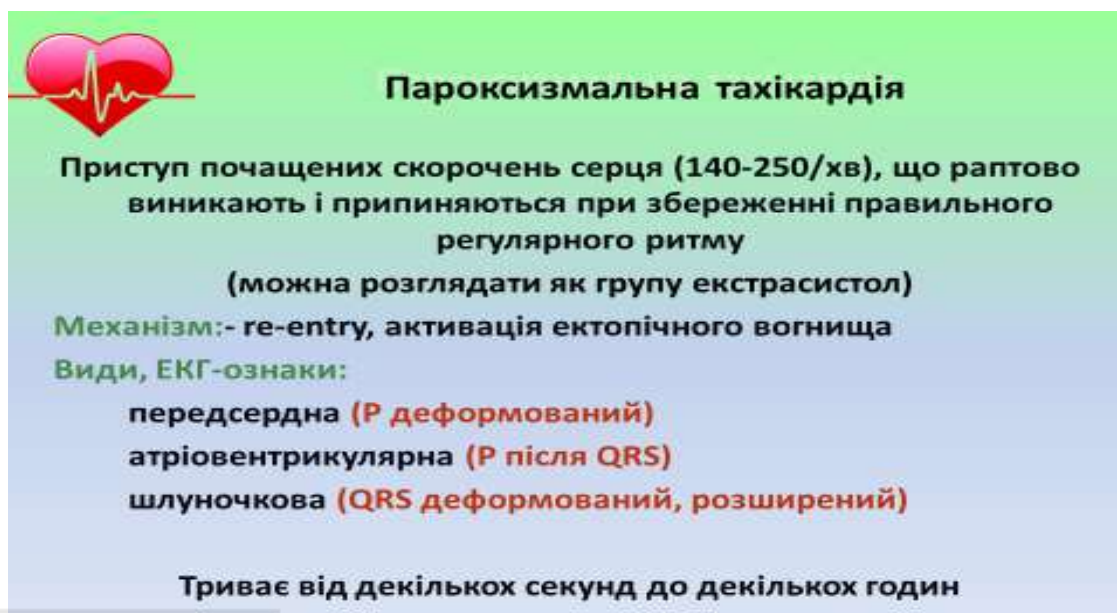 Пароксизмальна тахікардія
Приступ почащених скорочень серця (140-250/хв), що раптово
виникають і припиняються при збереженні правильного
регулярного ритму
(можна розглядати як групу екстрасистол)
Механізм:- re-entry, активація ектопічного вогнища
Види, ЕКГ-ознаки:
передсердна (Р деформований)
атріовентрикулярна (Р після QRS)
шлуночкова (QRS деформований, розширений)
Триває від декількох секунд до декількох годин